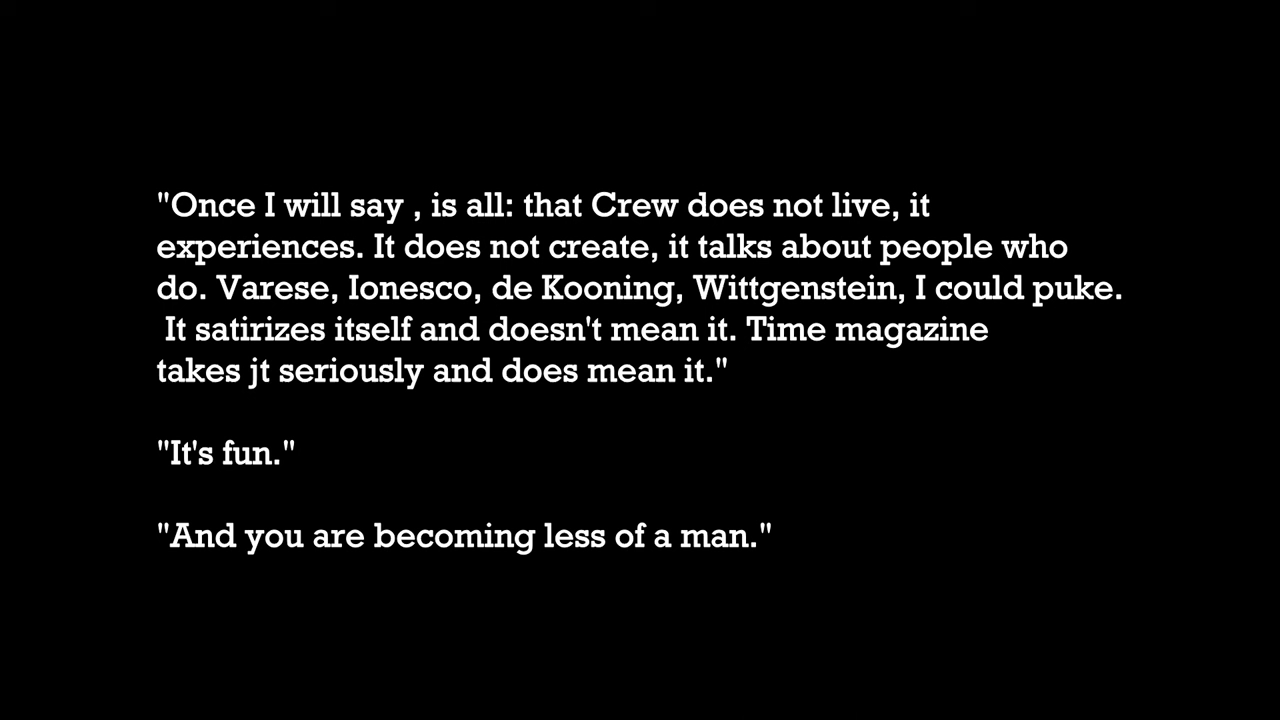 "Once I will say , is all: that Crew does not live, it
experiences. It does not create, it talks about people who
do. Varese, Ionesco, de Kooning, Wittgenstein, I could puke.
It satirizes itself and doesn't mean it. Time magazine
takes jt seriously and does mean it."
"It's fun."
"And you are becoming less of a man."